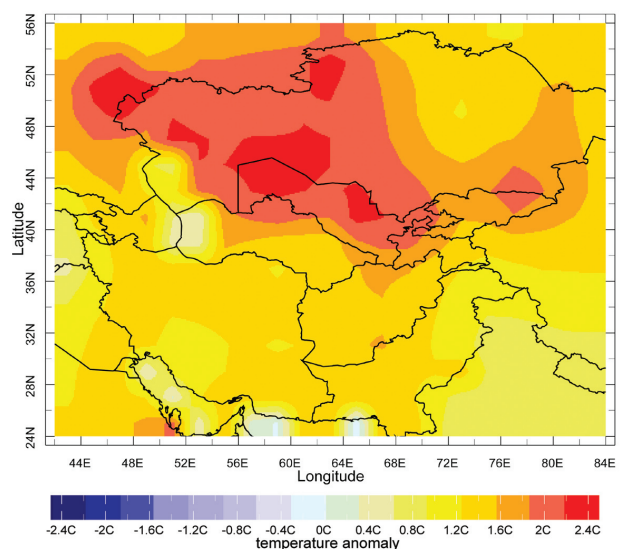 56N
52N
48N
44N
40N
36N
32N
28N
24N
Latitude
44E 48E 52E 56E 60E 64E 68E 72E 76E 80E 84E
Longitude
-2.4C -2C -1.6C -1.2C -0.8C -0.4C 0C 0.4C 0.8C 1.2C 1.6C 2C 2.4C
temperature anomaly